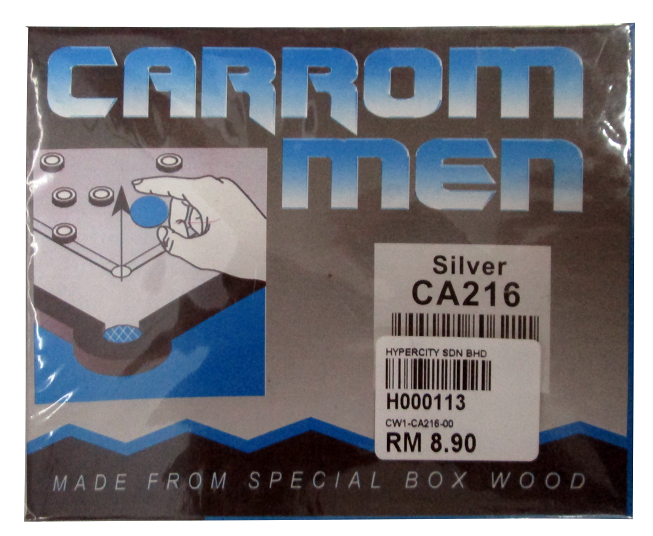 CARROM
MEN
Silver
CA216
HYPERCITY SDN BHD
H000113
CW1-CA216-00
RM 8.90
MADE FROM SPECIAL BOX WOOD